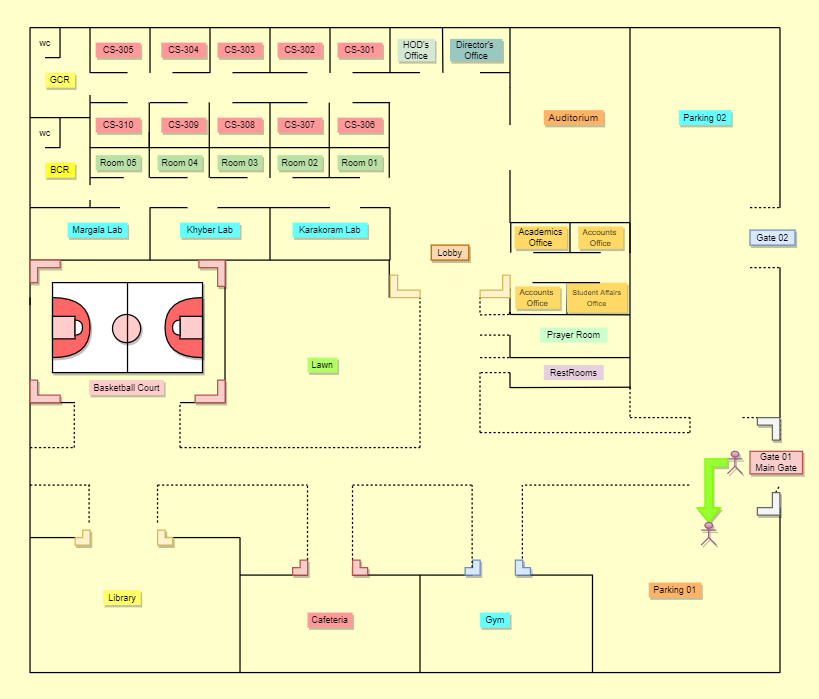 wc
CS-305
CS-304
CS-303
CS-302
CS-301
HOD's
Office
Director's
Office
GCR
Auditorium
Parking 02
wc
CS-310
CS-309
CS-308
CS-307
CS-306
BCR
Room 05
Room 04
Room 03
Room 02
Room 01
Margala Lab
Khyber Lab
Karakoram Lab
Lobby
Academics
Office
Accounts
Office
Gate 02
Accounts
Office
Student Affairs
Office
Prayer Room
Lawn
RestRooms
Basketball Court
Gate 01
Main Gate
Library
Cafeteria
Gym
Parking 01